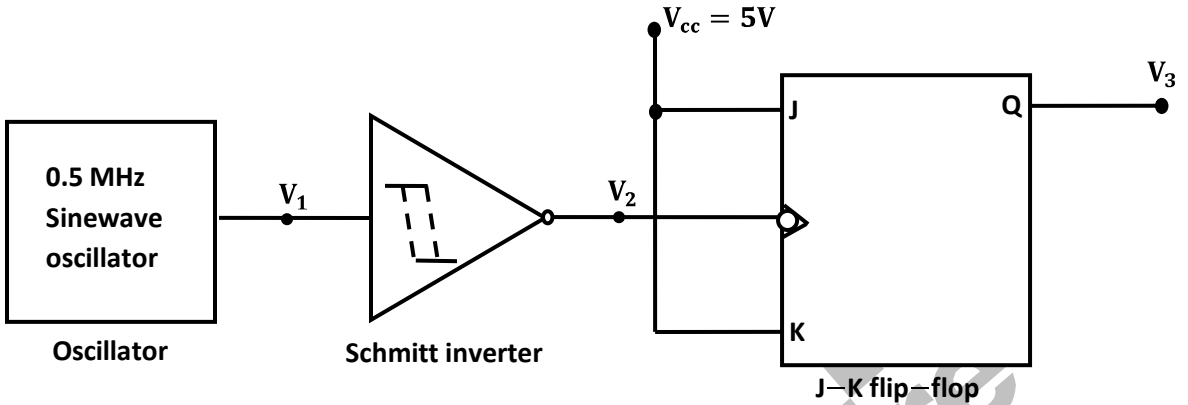 V_cc = 5V
V_3
J
Q
0.5 MHz
Sinewave
oscillator
V_1
V_2
K
Oscillator
Schmitt inverter
J−K flip−flop